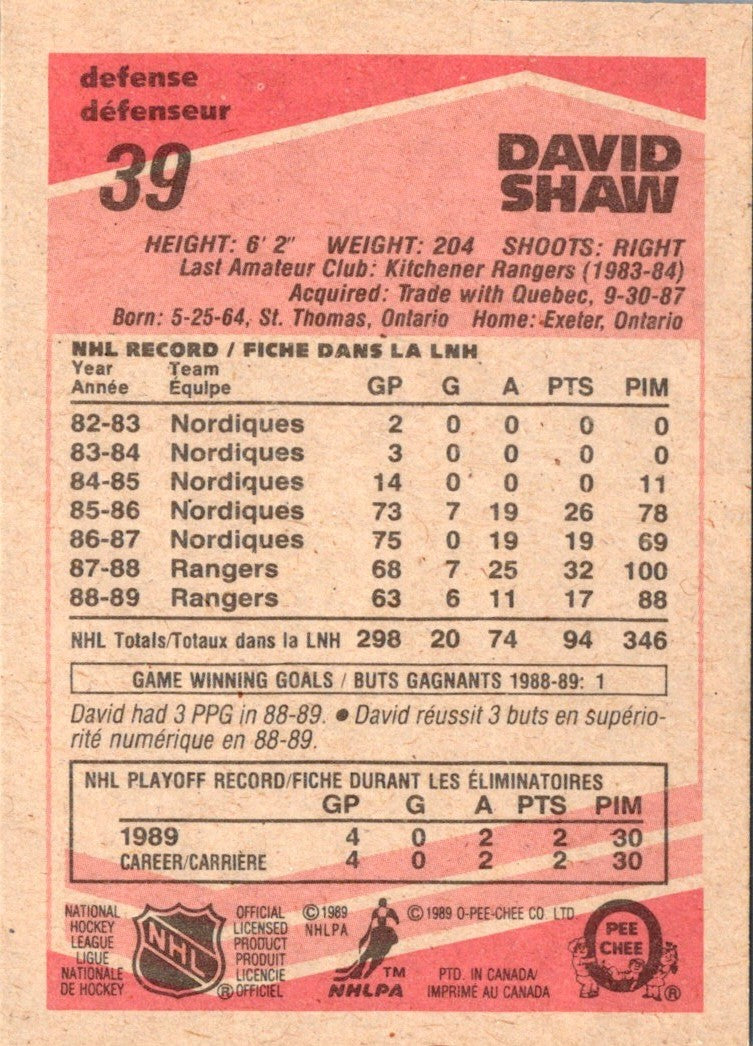 defense
défenseur
39
DAVID
SHAW
HEIGHT: 6' 2" WEIGHT: 204 SHOOTS: RIGHT
Last Amateur Club: Kitchener Rangers (1983-84)
Acquired: Trade with Quebec, 9-30-87
Born: 5-25-64, St. Thomas, Ontario Home: Exeter, Ontario
NHL RECORD / FICHE DANS LA LNH
Year Team
Année Équipe GP G A PTS PIM
82-83 Nordiques 2 0 0 0 0
83-84 Nordiques 3 0 0 0 0
84-85 Nordiques 14 0 0 0 11
85-86 Nordiques 73 7 19 26 78
86-87 Nordiques 75 0 19 19 69
87-88 Rangers 68 7 25 32 100
88-89 Rangers 63 6 11 17 88
NHL Totals/Totaux dans la LNH 298 20 74 94 346
GAME WINNING GOALS / BUTS GAGNANTS 1988-89: 1
David had 3 PPG in 88-89. ● David réussit 3 buts en supério-
rité numérique en 88-89.
NHL PLAYOFF RECORD/FICHE DURANT LES ÉLIMINATOIRES
GP G A PTS PIM
1989 4 0 2 2 30
CAREER/CARRIÈRE 4 0 2 2 30
NATIONAL
HOCKEY
LEAGUE
LIGUE
NATIONALE
DE HOCKEY
NHL
OFFICIAL
LICENSED
PRODUCT
PRODUIT
LICENCIE
® OFFICIEL
© 1989
NHLPA
TM
NHLPA
© 1989 O-PEE-CHEE CO. LTD.
PTD. IN CANADA/
IMPRIMÉ AU CANADA
O
PEE
CHEE
®